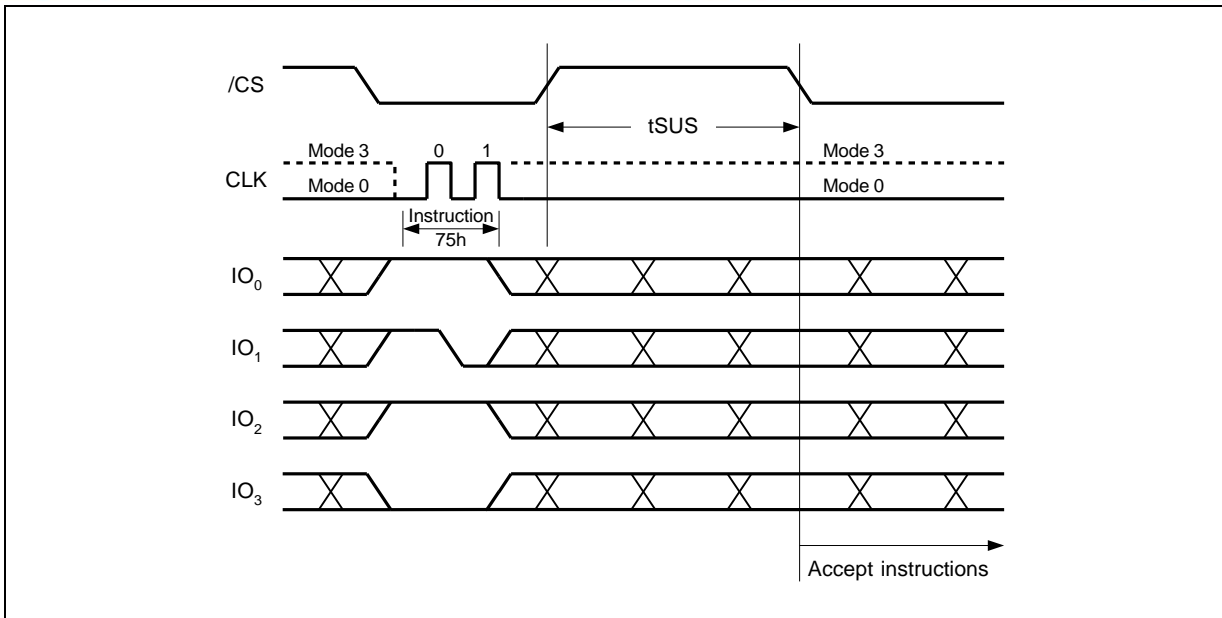 /CS
tSUS
Mode 3 0 1 Mode 3
CLK
Mode 0 Mode 0
Instruction
75h
IO0
IO1
IO2
IO3
Accept instructions